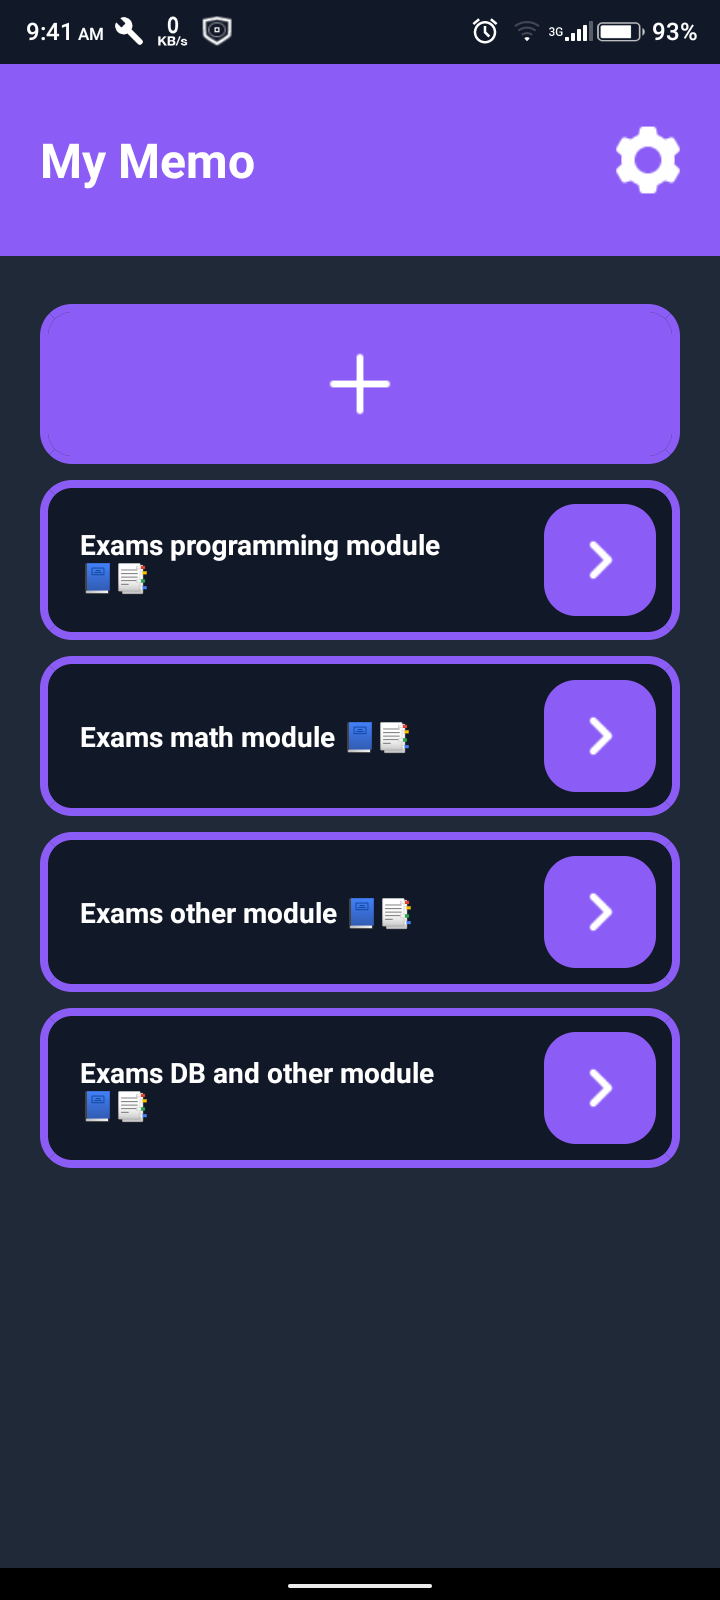 9:41 AM 0 KB/s 3G 93%
My Memo
Exams programming module
📘📑
Exams math module 📘📑
Exams other module 📘📑
Exams DB and other module
📘📑